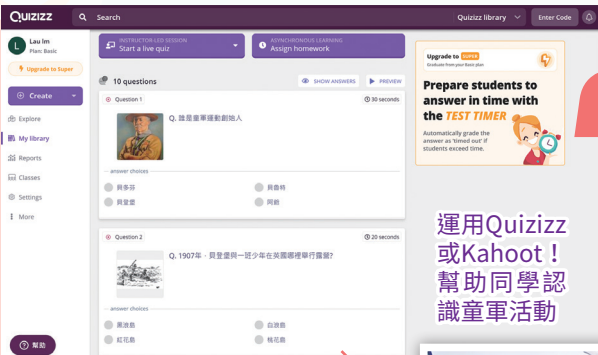 QUIZIZZ
Search
Quizizz library
Enter Code
Lau Im
Plan: Basic
Upgrade to Super
Create
Explore
My library
Reports
Classes
Settings
More
幫助
INSTRUCTOR-LED SESSION
Start a live quiz
ASYNCHRONOUS LEARNING
Assign homework
10 questions
SHOW ANSWERS
PREVIEW
Question 1
30 seconds
Q. 誰是童軍運動創始人
answer choices
貝多芬
貝魯特
貝登堡
阿爺
Question 2
20 seconds
Q. 1907年，貝登堡與一班少年在英國哪裡舉行露營?
answer choices
黑浪島
白浪島
紅花島
桃花島
Upgrade to SUPER
Graduate from your Basic plan
Prepare students to
answer in time with
the TEST TIMER
Automatically grade the
answer as 'timed out' if
students exceed time.
運用Quizizz
或Kahoot！
幫助同學認
識童軍活動